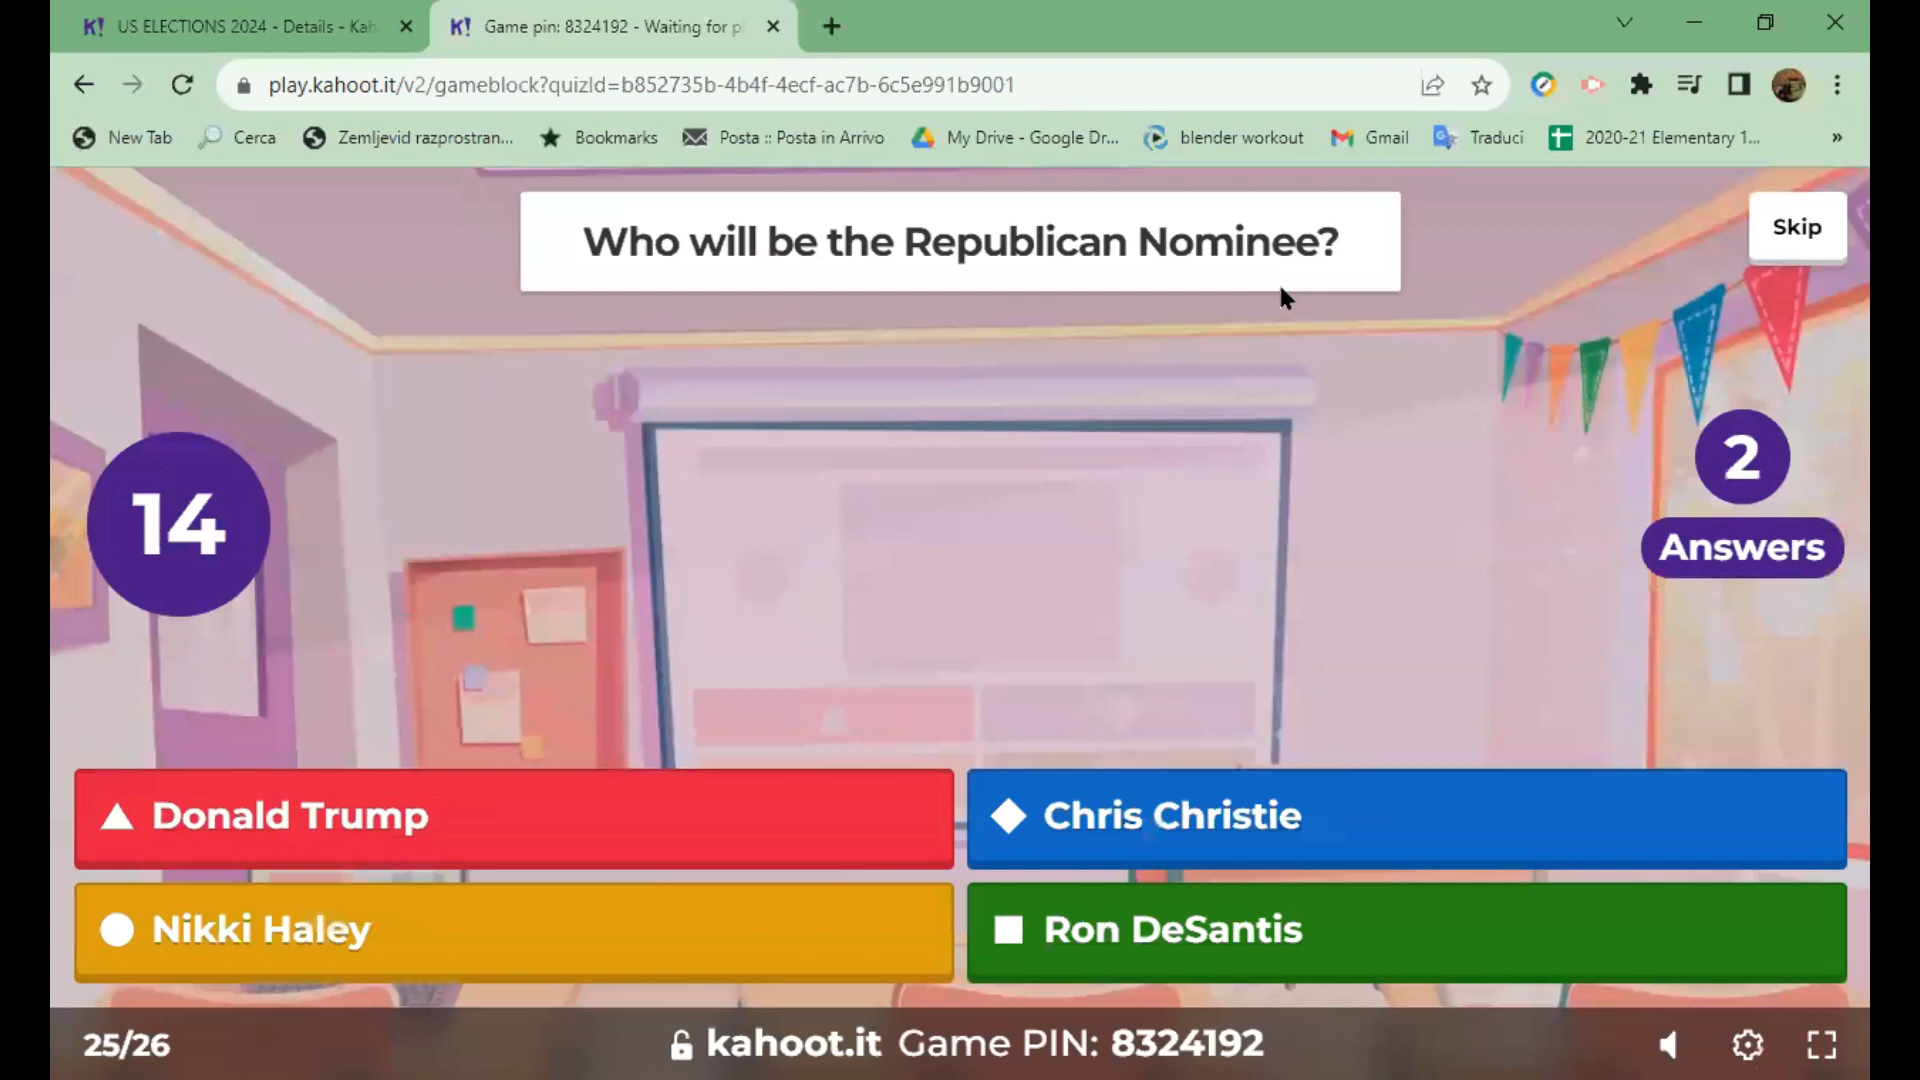 K! US ELECTIONS 2024 - Details - Kah
K! Game pin: 8324192 - Waiting for pl
play.kahoot.it/v2/gameblock?quizId=b852735b-4b4f-4ecf-ac7b-6c5e991b9001
New Tab
Cerca
Zemljevid razprostran...
Bookmarks
Posta :: Posta in Arrivo
My Drive - Google Dr...
blender workout
Gmail
Traduci
2020-21 Elementary 1...
»
Who will be the Republican Nominee?
Skip
14
2
Answers
Donald Trump
Chris Christie
Nikki Haley
Ron DeSantis
25/26
kahoot.it Game PIN: 8324192